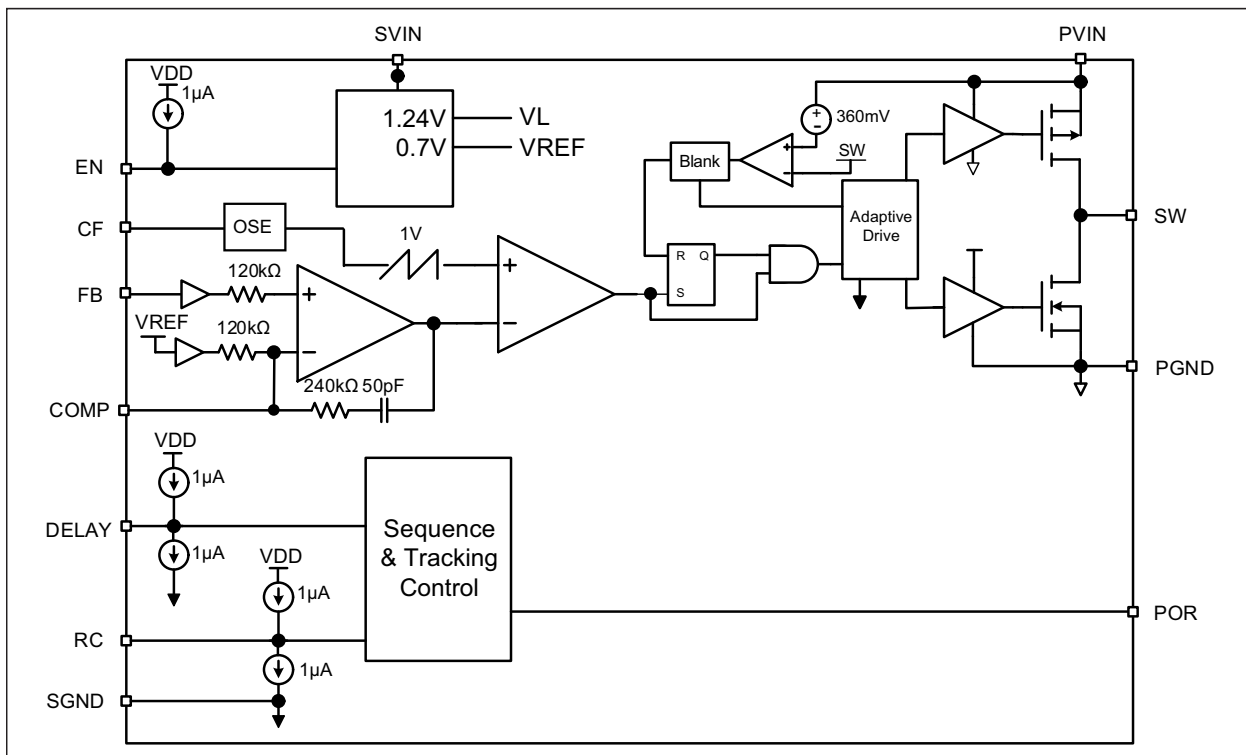 SVIN
PVIN
VDD
1µA
1.24V
VL
0.7V
VREF
360mV
SW
Blank
EN
CF
OSE
1V
Adaptive
Drive
SW
+
-
+
-
R
Q
S
FB
120kΩ
+
+
VREF
120kΩ
-
-
240kΩ
50pF
PGND
COMP
VDD
1µA
DELAY
1µA
Sequence
& Tracking
Control
VDD
1µA
POR
RC
1µA
SGND